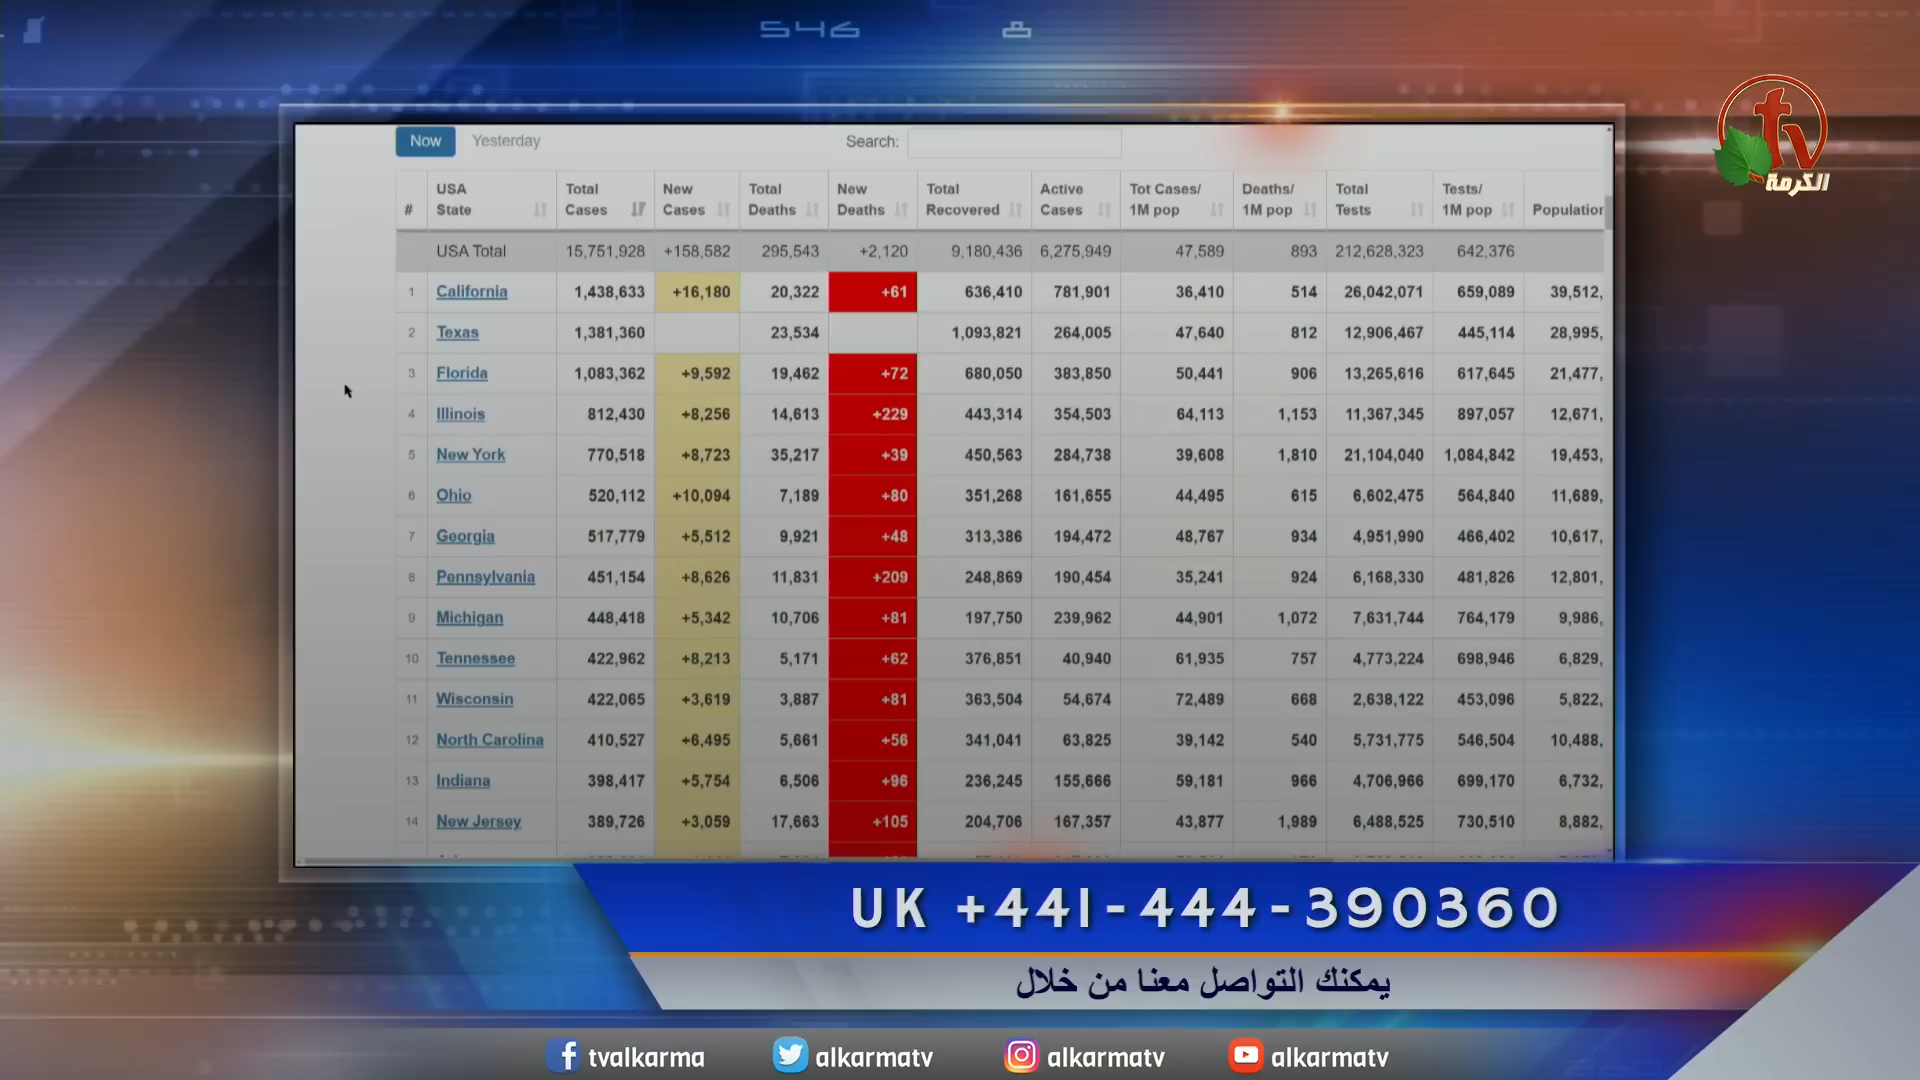 546
tv
الكرمة
Now Yesterday Search:
# USA State Total Cases New Cases Total Deaths New Deaths Total Recovered Active Cases Tot Cases/ 1M pop Deaths/ 1M pop Total Tests Tests/ 1M pop Population
USA Total 15,751,928 +158,582 295,543 +2,120 9,180,436 6,275,949 47,589 893 212,628,323 642,376
1 California 1,438,633 +16,180 20,322 +61 636,410 781,901 36,410 514 26,042,071 659,089 39,512,
2 Texas 1,381,360 23,534 1,093,821 264,005 47,640 812 12,906,467 445,114 28,995,
3 Florida 1,083,362 +9,592 19,462 +72 680,050 383,850 50,441 906 13,265,616 617,645 21,477,
4 Illinois 812,430 +8,256 14,613 +229 443,314 354,503 64,113 1,153 11,367,345 897,057 12,671,
5 New York 770,518 +8,723 35,217 +39 450,563 284,738 39,608 1,810 21,104,040 1,084,842 19,453,
6 Ohio 520,112 +10,094 7,189 +80 351,268 161,655 44,495 615 6,602,475 564,840 11,689,
7 Georgia 517,779 +5,512 9,921 +48 313,386 194,472 48,767 934 4,951,990 466,402 10,617,
8 Pennsylvania 451,154 +8,626 11,831 +209 248,869 190,454 35,241 924 6,168,330 481,826 12,801,
9 Michigan 448,418 +5,342 10,706 +81 197,750 239,962 44,901 1,072 7,631,744 764,179 9,986,
10 Tennessee 422,962 +8,213 5,171 +62 376,851 40,940 61,935 757 4,773,224 698,946 6,829,
11 Wisconsin 422,065 +3,619 3,887 +81 363,504 54,674 72,489 668 2,638,122 453,096 5,822,
12 North Carolina 410,527 +6,495 5,661 +56 341,041 63,825 39,142 540 5,731,775 546,504 10,488,
13 Indiana 398,417 +5,754 6,506 +96 236,245 155,666 59,181 966 4,706,966 699,170 6,732,
14 New Jersey 389,726 +3,059 17,663 +105 204,706 167,357 43,877 1,989 6,488,525 730,510 8,882,
UK +441-444-390360
يمكنك التواصل معنا من خلال
tvalkarma alkarmatv alkarmatv alkarmatv